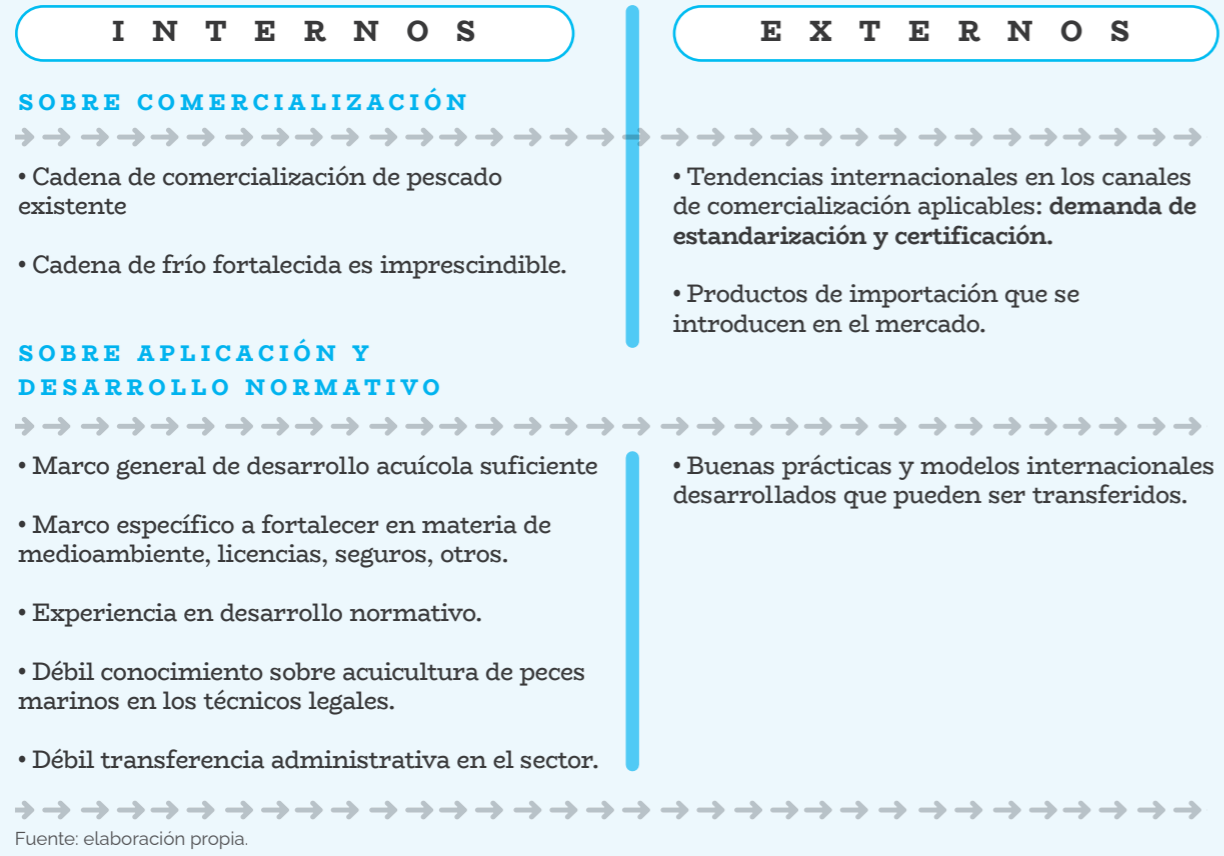 INTERNOS
EXTERNOS
SOBRE COMERCIALIZACIÓN
• Cadena de comercialización de pescado
existente
• Cadena de frío fortalecida es imprescindible.
• Tendencias internacionales en los canales
de comercialización aplicables: demanda de
estandarización y certificación.
• Productos de importación que se
introducen en el mercado.
SOBRE APLICACIÓN Y
DESARROLLO NORMATIVO
• Marco general de desarrollo acuícola suficiente
• Marco específico a fortalecer en materia de
medioambiente, licencias, seguros, otros.
• Experiencia en desarrollo normativo.
• Débil conocimiento sobre acuicultura de peces
marinos en los técnicos legales.
• Débil transferencia administrativa en el sector.
• Buenas prácticas y modelos internacionales
desarrollados que pueden ser transferidos.
Fuente: elaboración propia.